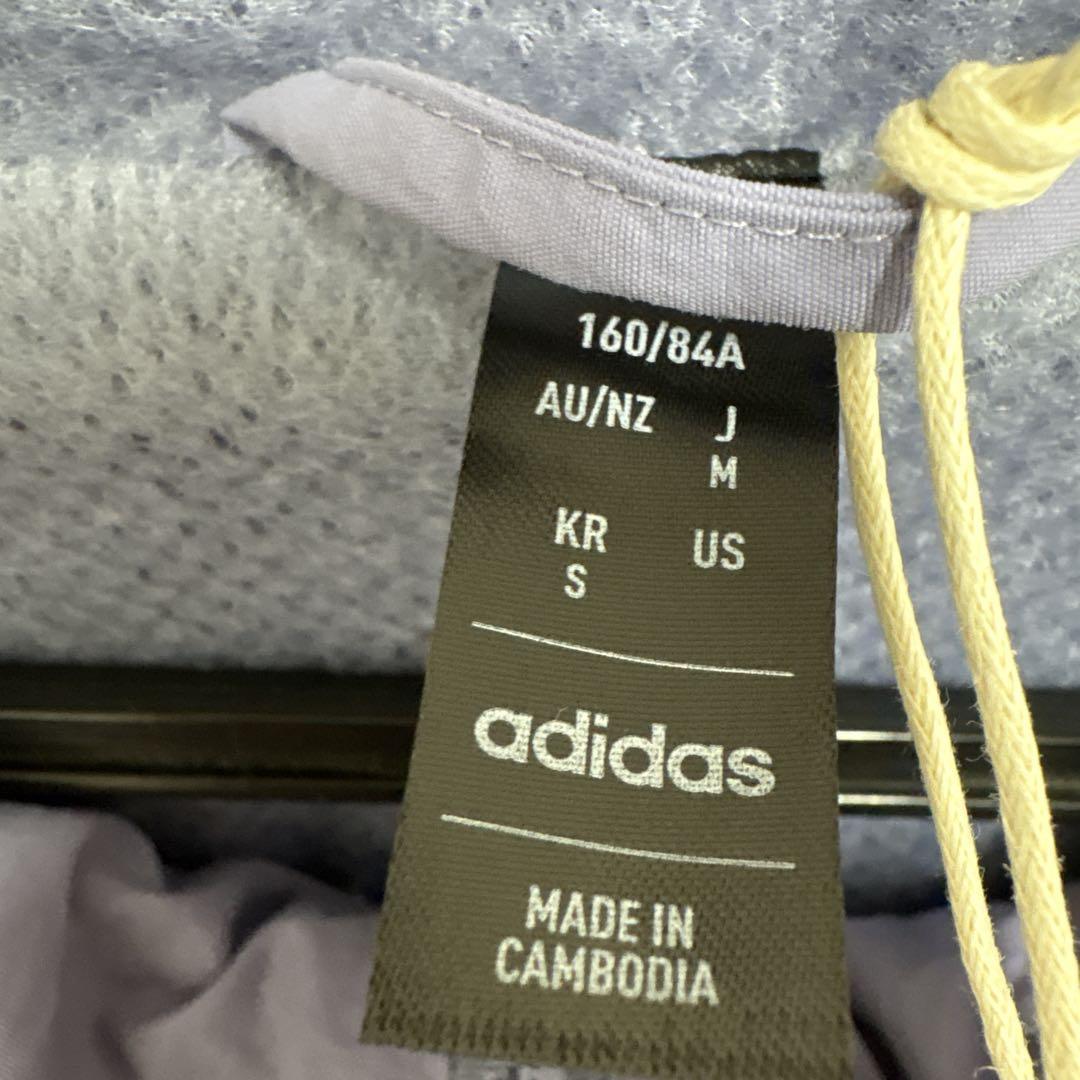 160/84A
AU/NZ J
M
KR US
S
adidas
MADE IN
CAMBODIA